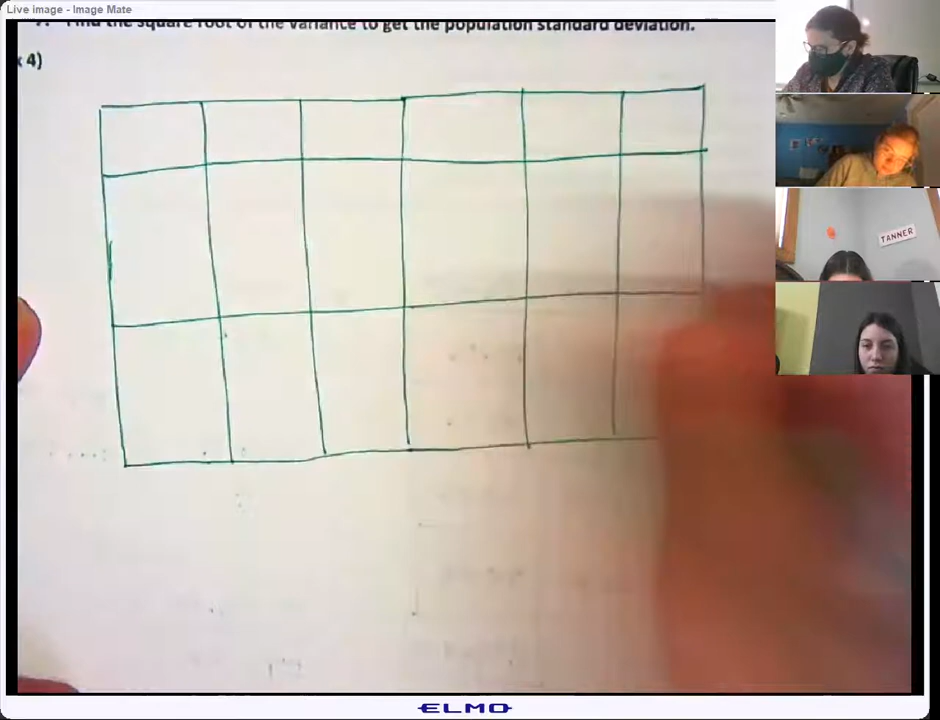 Live image - Image Mate
Find the square root of the variance to get the population standard deviation.
4)
TANNER
ELMO